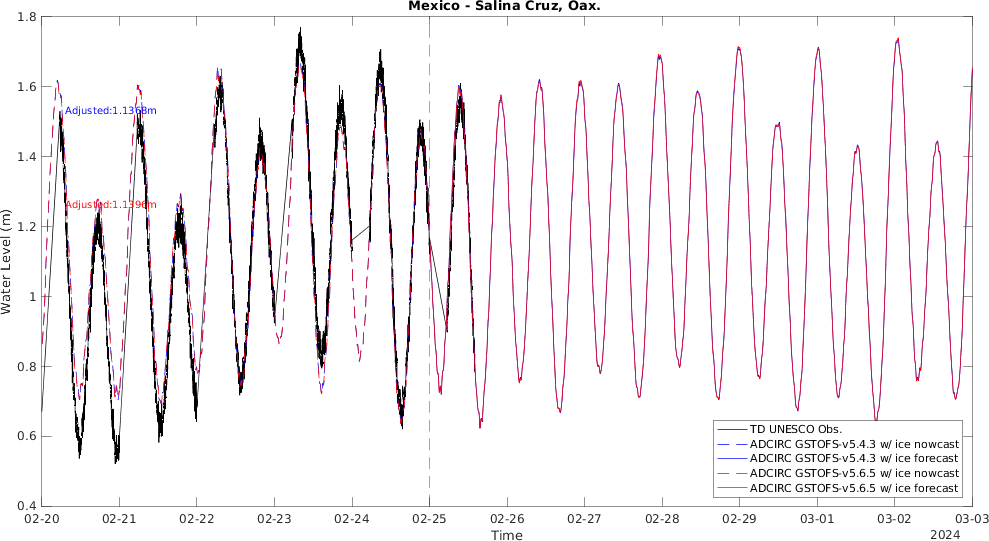 Mexico - Salina Cruz, Oax.
1.8
1.6
1.4
1.2
1
0.8
0.6
0.4
Water Level (m)
Adjusted:1.1368m
Adjusted:1.1396m
TD UNESCO Obs.
ADCIRC GSTOFS-v5.4.3 w/ ice nowcast
ADCIRC GSTOFS-v5.4.3 w/ ice forecast
ADCIRC GSTOFS-v5.6.5 w/ ice nowcast
ADCIRC GSTOFS-v5.6.5 w/ ice forecast
02-20 02-21 02-22 02-23 02-24 02-25 02-26 02-27 02-28 02-29 03-01 03-02 03-03
Time
2024